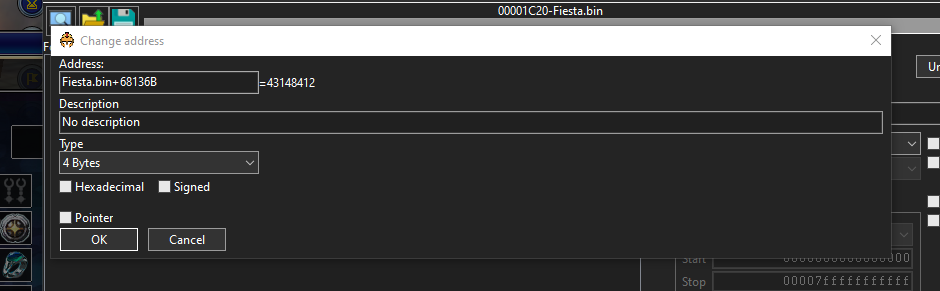 00001C20-Fiesta.bin
Change address
Address:
Fiesta.bin+68136B =43148412
Description
No description
Type
4 Bytes
Hexadecimal Signed
Pointer
OK Cancel
Start 0000000000000000
Stop 00007fffffffffff